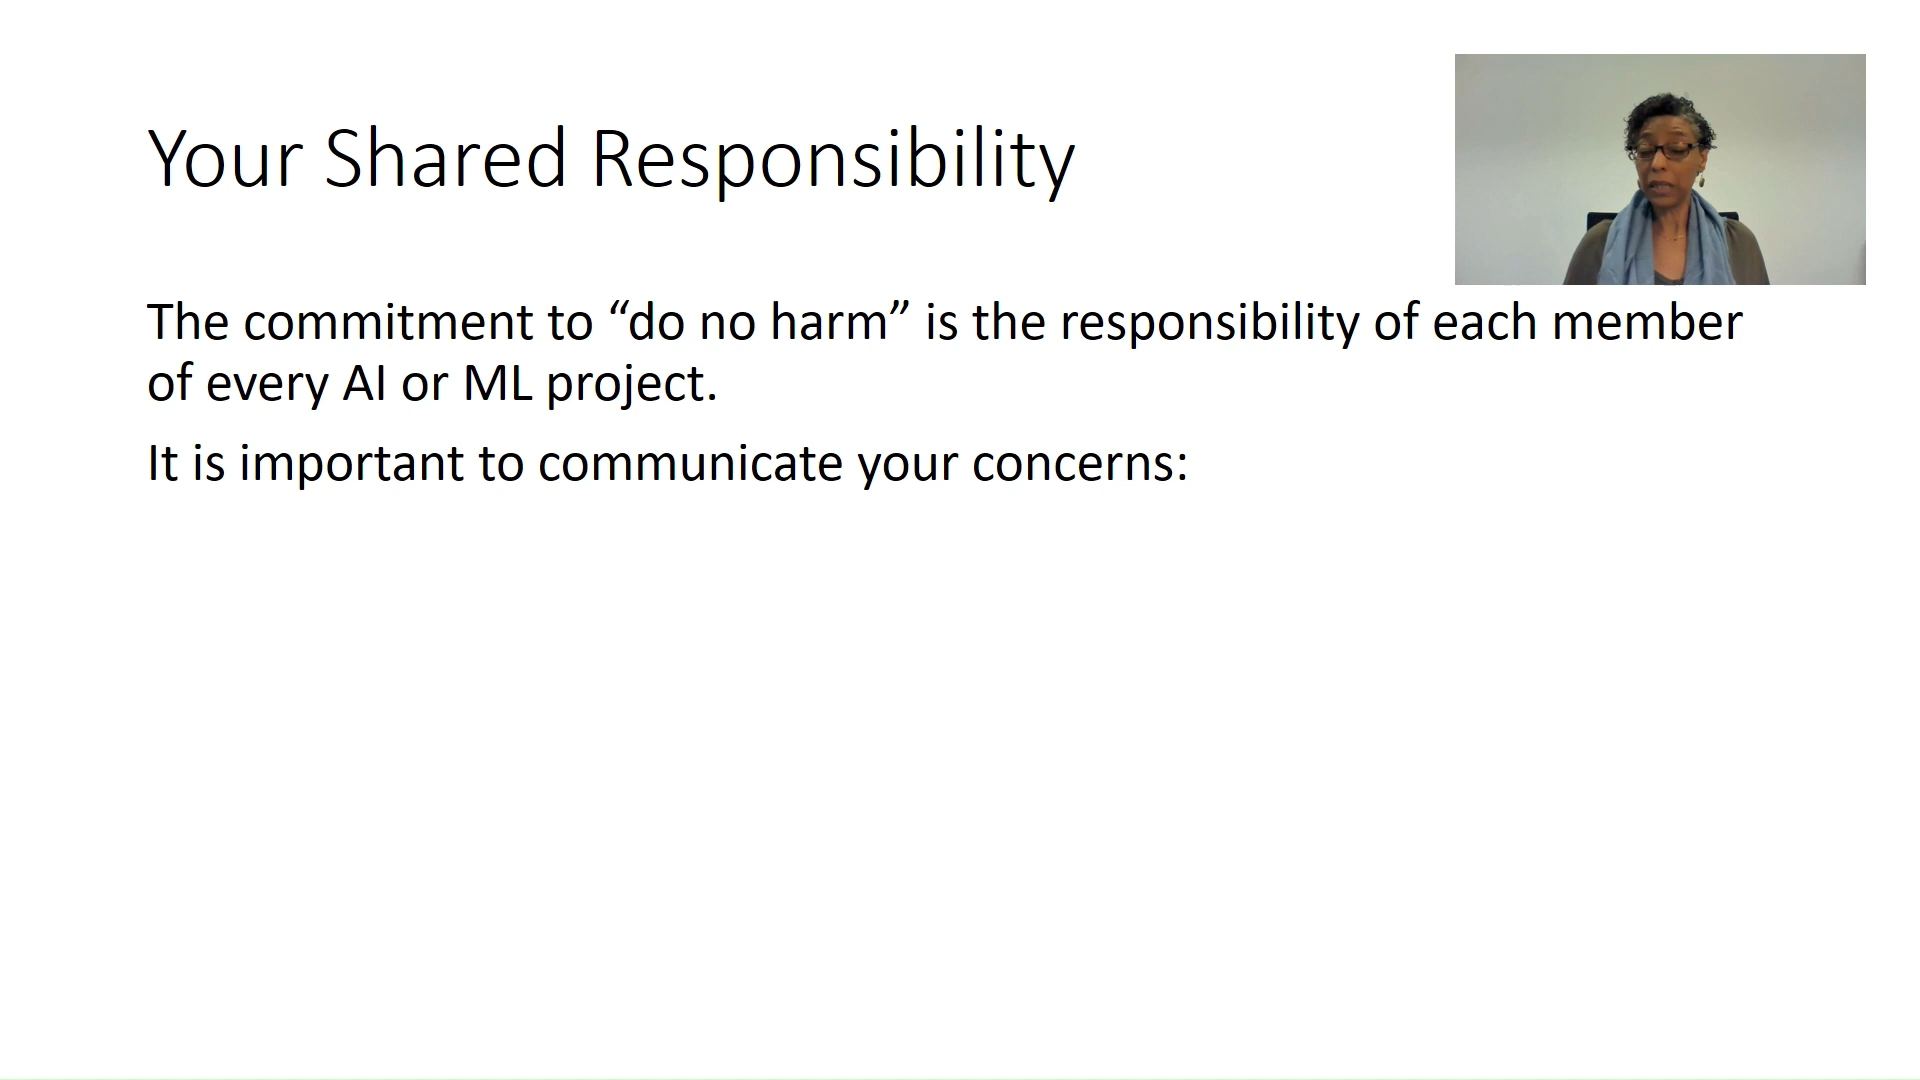 Your Shared Responsibility
The commitment to “do no harm” is the responsibility of each member
of every AI or ML project.
It is important to communicate your concerns: